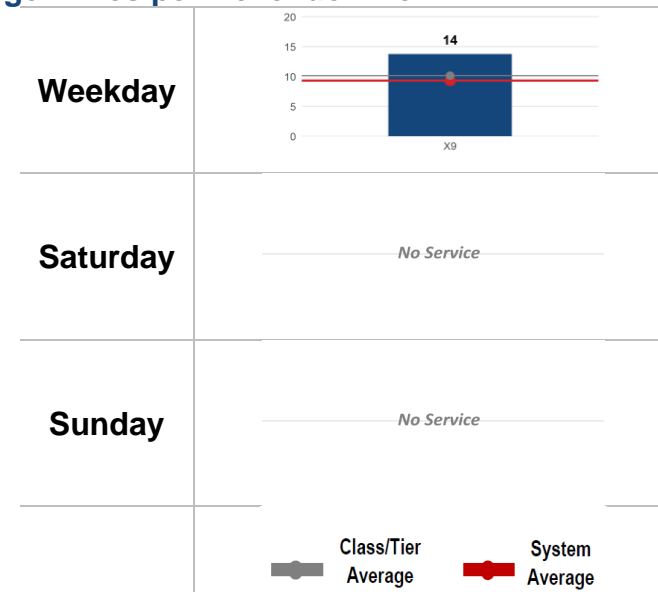 Weekday
20
15
10
5
0
14
X9
Saturday
No Service
Sunday
No Service
Class/Tier
Average
System
Average